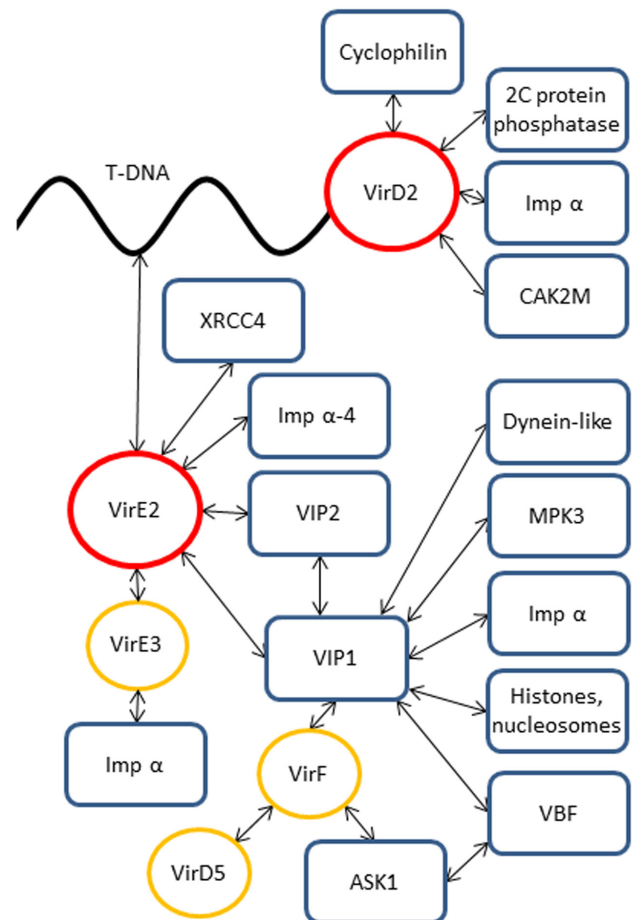 Cyclophilin
2C protein
phosphatase
T-DNA
VirD2
Imp α
CAK2M
XRCC4
Imp α-4
Dynein-like
VirE2
VIP2
MPK3
VirE3
VIP1
Imp α
Imp α
VirF
Histones,
nucleosomes
VirD5
ASK1
VBF